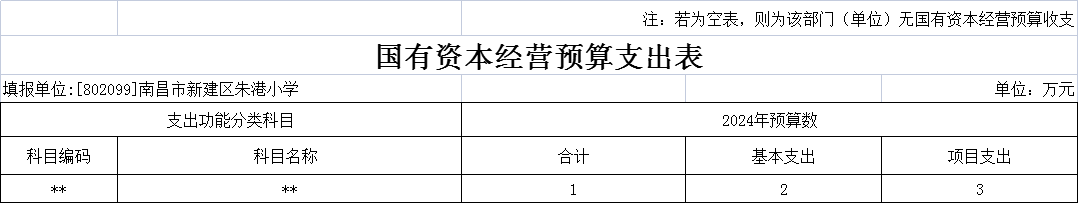 注：若为空表，则为该部门（单位）无国有资本经营预算收支
国有资本经营预算支出表
填报单位:[802099]南昌市新建区朱港小学 单位：万元
支出功能分类科目 2024年预算数
科目编码 科目名称 合计 基本支出 项目支出
** ** 1 2 3